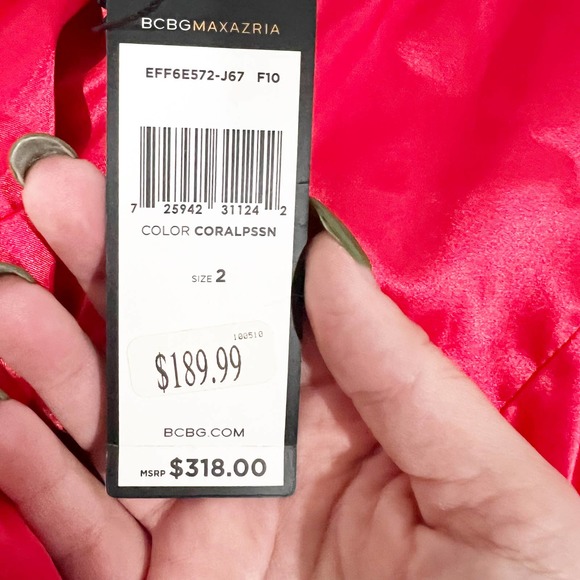 BCBGMAXAZRIA
EFF6E572-J67 F10
7 25942 31124 2
COLOR CORALPSSN
SIZE 2
100510
$189.99
BCBG.COM
MSRP $318.00